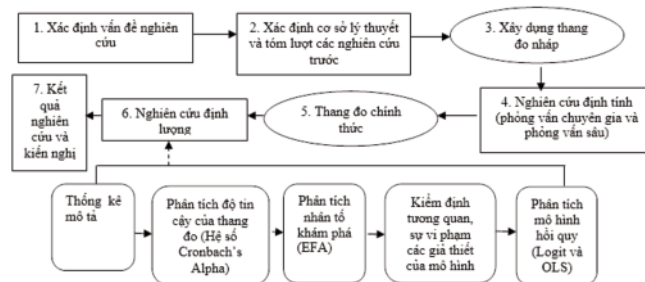 1. Xác định vấn đề nghiên
cứu
2. Xác định cơ sở lý thuyết
và tóm lượt các nghiên cứu
trước
3. Xây dựng thang
đo nháp
4. Nghiên cứu định tính
(phỏng vấn chuyên gia và
phỏng vấn sâu)
5. Thang đo chính
thức
6. Nghiên cứu định
lượng
7. Kết
quả
nghiên
cứu và
kiến nghị
Thống kê
mô tả
Phân tích độ tin
cậy của thang
đo (Hệ số
Cronbach's
Alpha)
Phân tích
nhân tố
khám phá
(EFA)
Kiểm định
tương quan,
sự vi phạm
các giả thiết
của mô hình
Phân tích
mô hình
hồi quy
(Logit và
OLS)